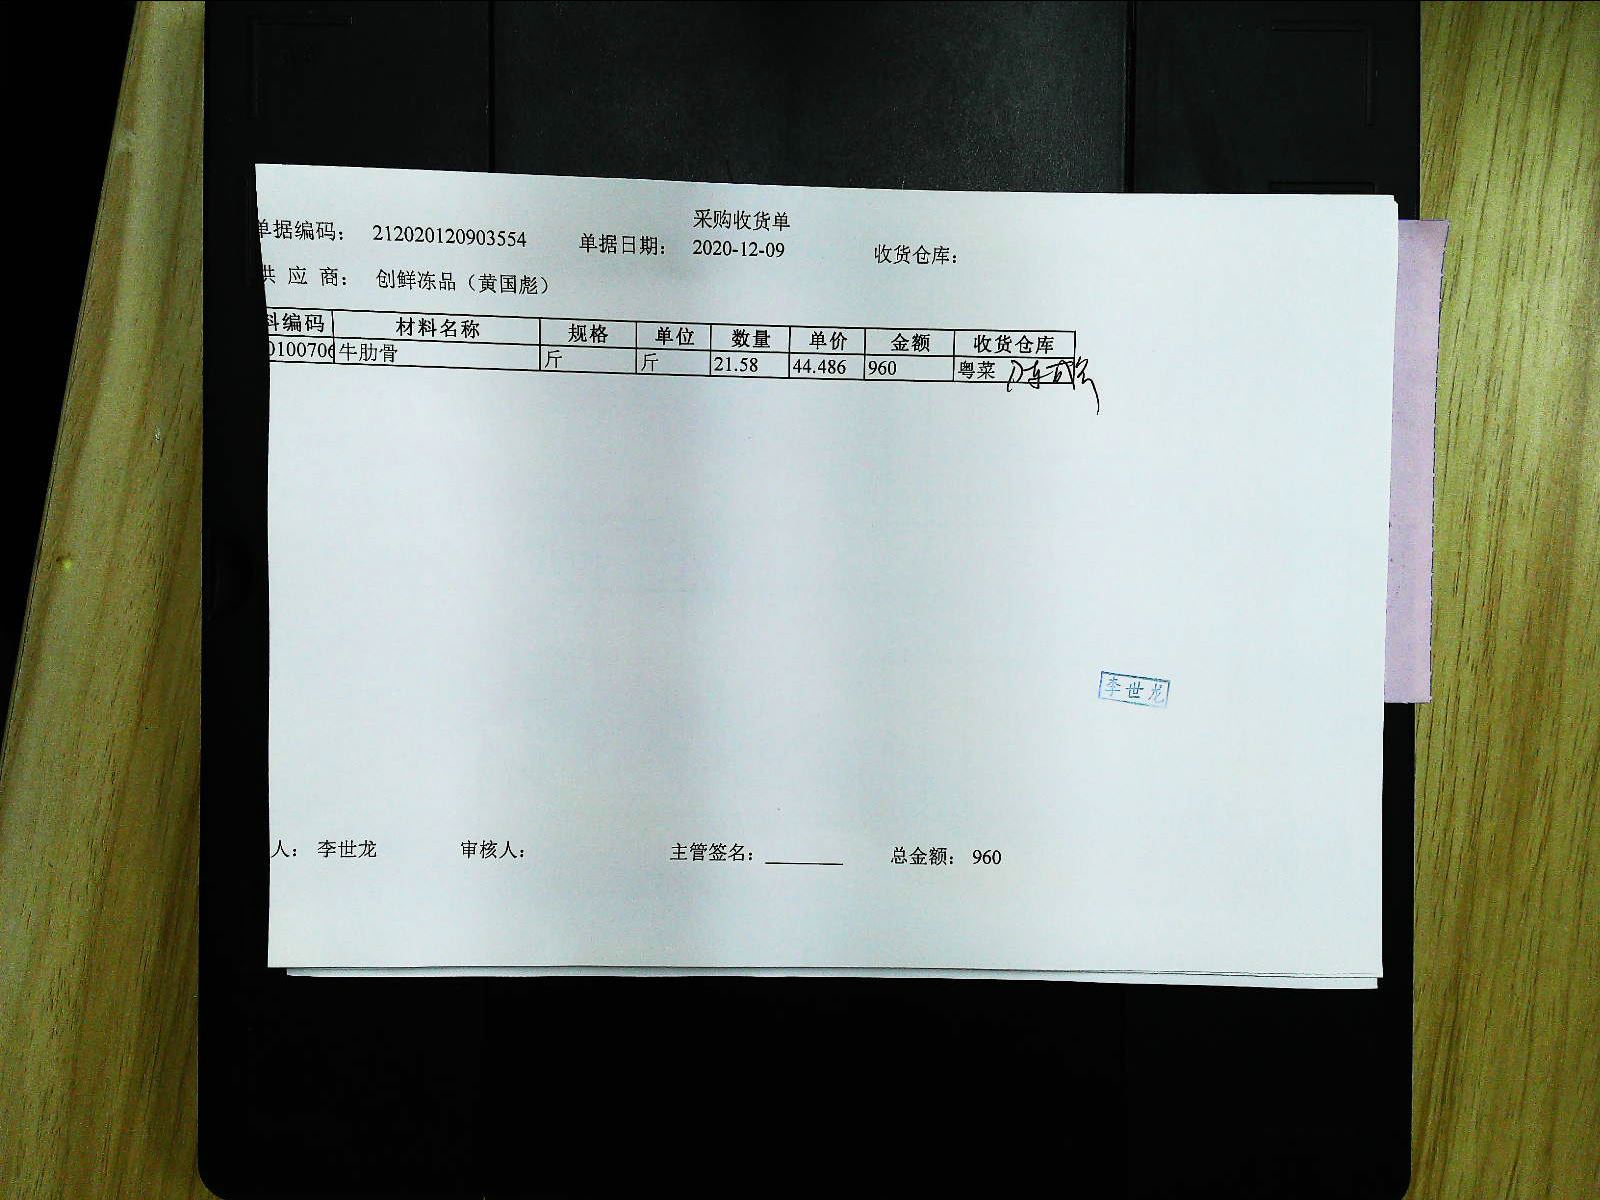 采购收货单
单据编码： 212020120903554 单据日期： 2020-12-09 收货仓库：
供 应 商： 创鲜冻品（黄国彪）
料编码 材料名称 规格 单位 数量 单价 金额 收货仓库
0100706 牛肋骨 斤 斤 21.58 44.486 960 粤菜
李世龙
人： 李世龙 审核人： 主管签名：________ 总金额： 960